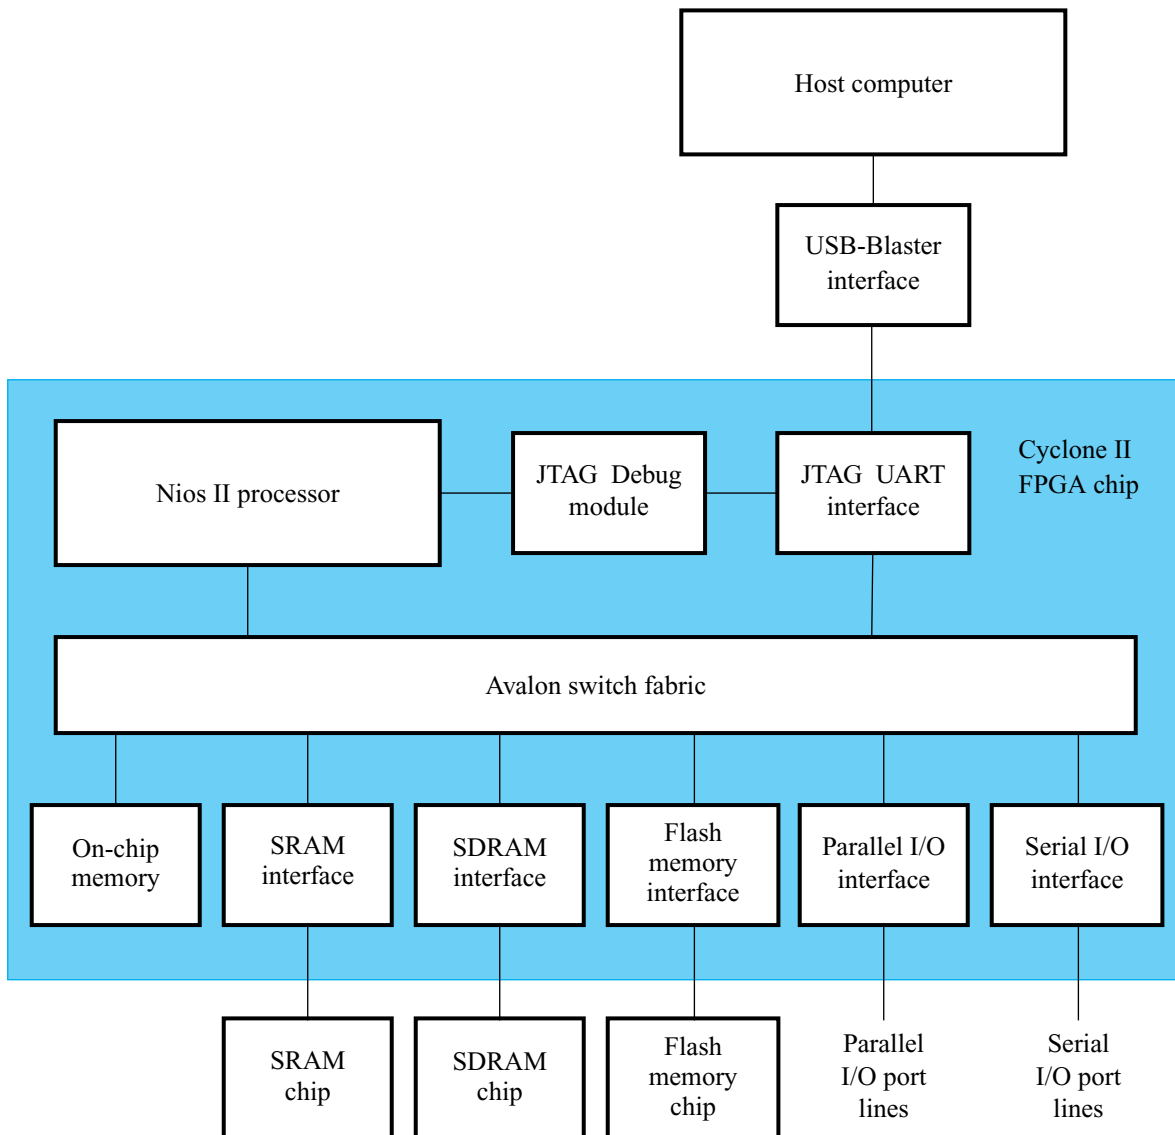 Host computer
USB-Blaster
interface
Cyclone II
FPGA chip
Nios II processor
JTAG Debug
module
JTAG UART
interface
Avalon switch fabric
On-chip
memory
SRAM
interface
SDRAM
interface
Flash
memory
interface
Parallel I/O
interface
Serial I/O
interface
SRAM
chip
SDRAM
chip
Flash
memory
chip
Parallel
I/O port
lines
Serial
I/O port
lines